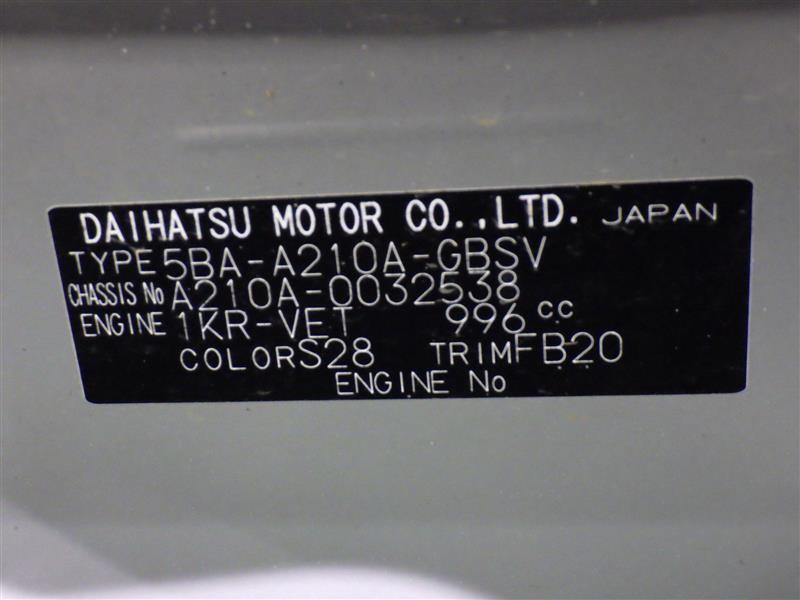 DAIHATSU MOTOR CO.,LTD. JAPAN
TYPE 5BA-A210A-GBSV
CHASSIS No A210A-0032538
ENGINE 1KR-VET 996 cc
COLOR S28 TRIM FB20
ENGINE No